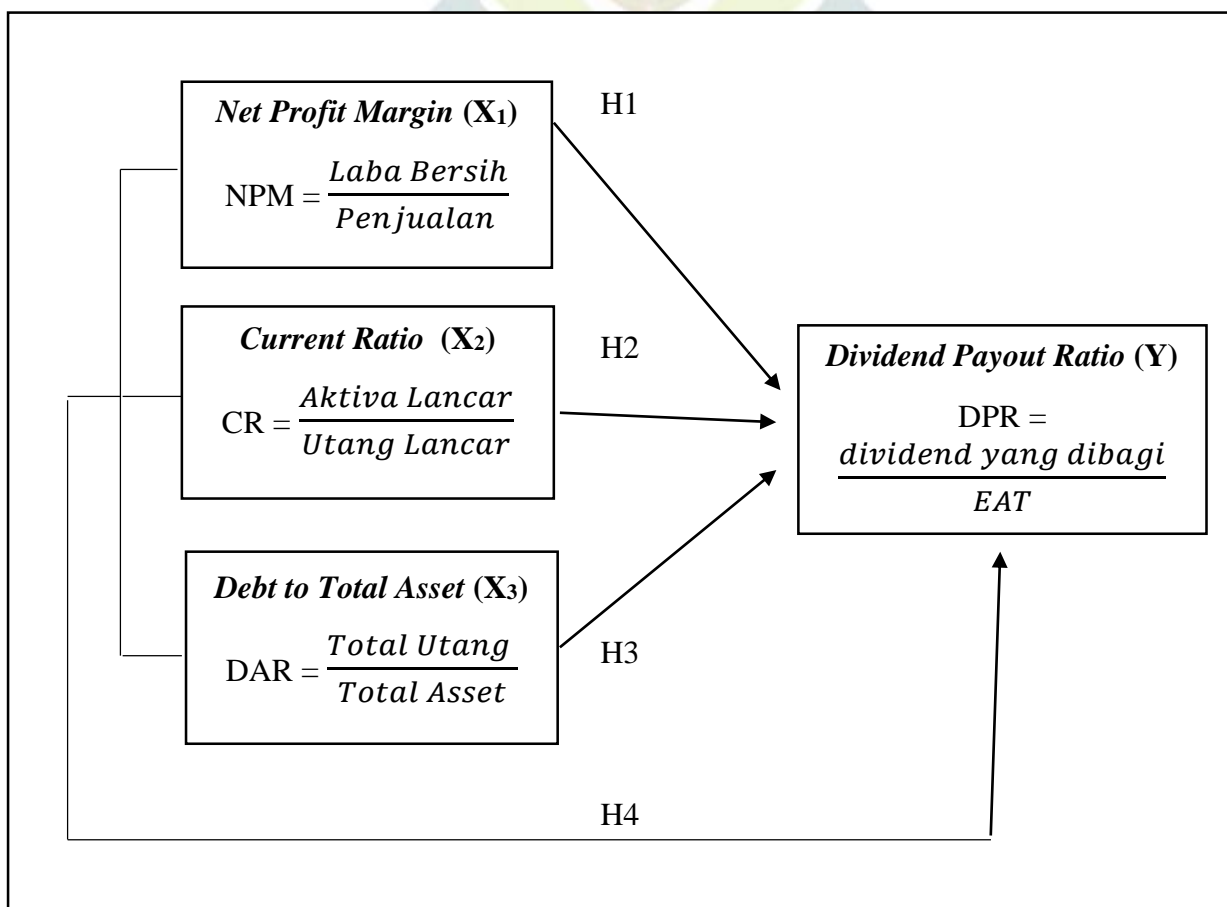 Net Profit Margin (X₁)
NPM = Laba Bersih / Penjualan
H1
Current Ratio (X₂)
CR = Aktiva Lancar / Utang Lancar
H2
Debt to Total Asset (X₃)
DAR = Total Utang / Total Asset
H3
Dividend Payout Ratio (Y)
DPR =
dividend yang dibagi / EAT
H4